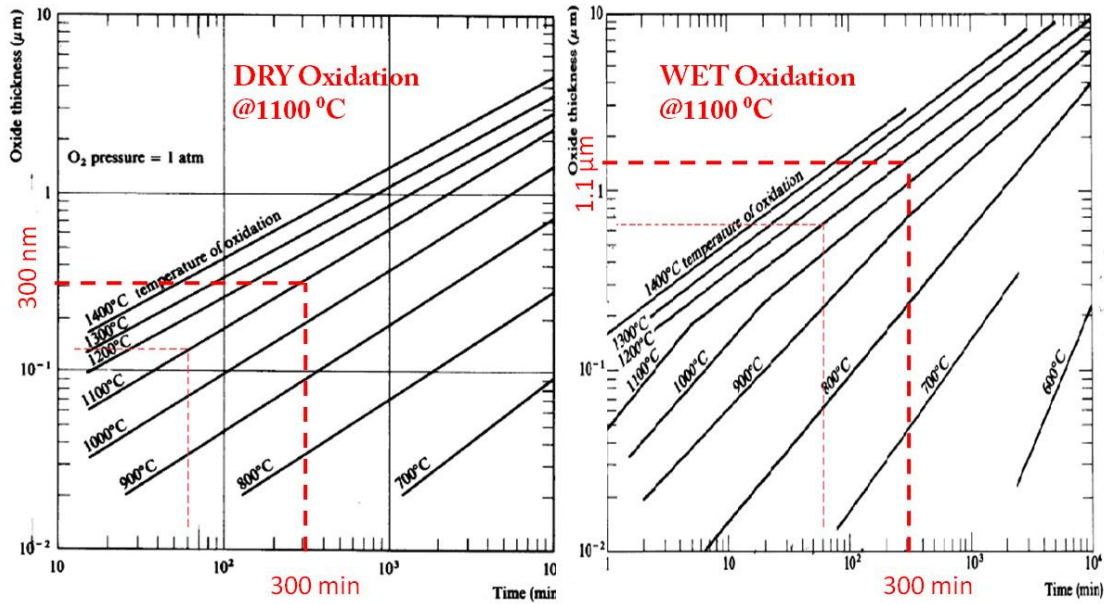 10
Oxide thickness (μm)
DRY Oxidation
@1100 ⁰C
O₂ pressure = 1 atm
1
300 nm
1400°C temperature of oxidation
1300°C
1200°C
10⁻¹
1100°C
1000°C
900°C
800°C
700°C
10⁻²
10
10²
10³
Time (min)
300 min
10
Oxide thickness (μm)
WET Oxidation
@1100 ⁰C
1.1 μm
1
1400°C temperature of oxidation
1300°C
1200°C
1100°C
1000°C
900°C
800°C
700°C
600°C
10⁻¹
10⁻²
1
10
10²
10³
10⁴
Time (min)
300 min